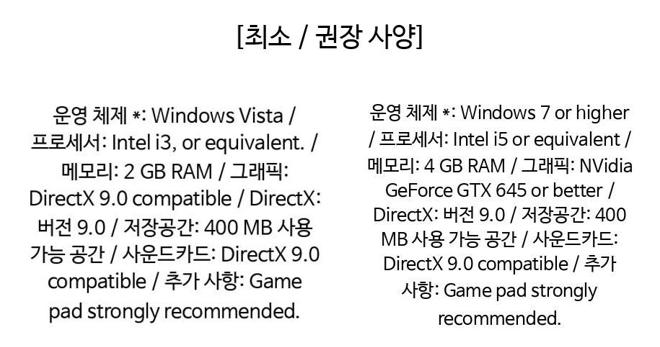 [최소 / 권장 사양]
운영 체제 *: Windows Vista /
프로세서: Intel i3, or equivalent. /
메모리: 2 GB RAM / 그래픽:
DirectX 9.0 compatible / DirectX:
버전 9.0 / 저장공간: 400 MB 사용
가능 공간 / 사운드카드: DirectX 9.0
compatible / 추가 사항: Game
pad strongly recommended.
운영 체제 *: Windows 7 or higher
/ 프로세서: Intel i5 or equivalent /
메모리: 4 GB RAM / 그래픽: NVidia
GeForce GTX 645 or better /
DirectX: 버전 9.0 / 저장공간: 400
MB 사용 가능 공간 / 사운드카드:
DirectX 9.0 compatible / 추가
사항: Game pad strongly
recommended.